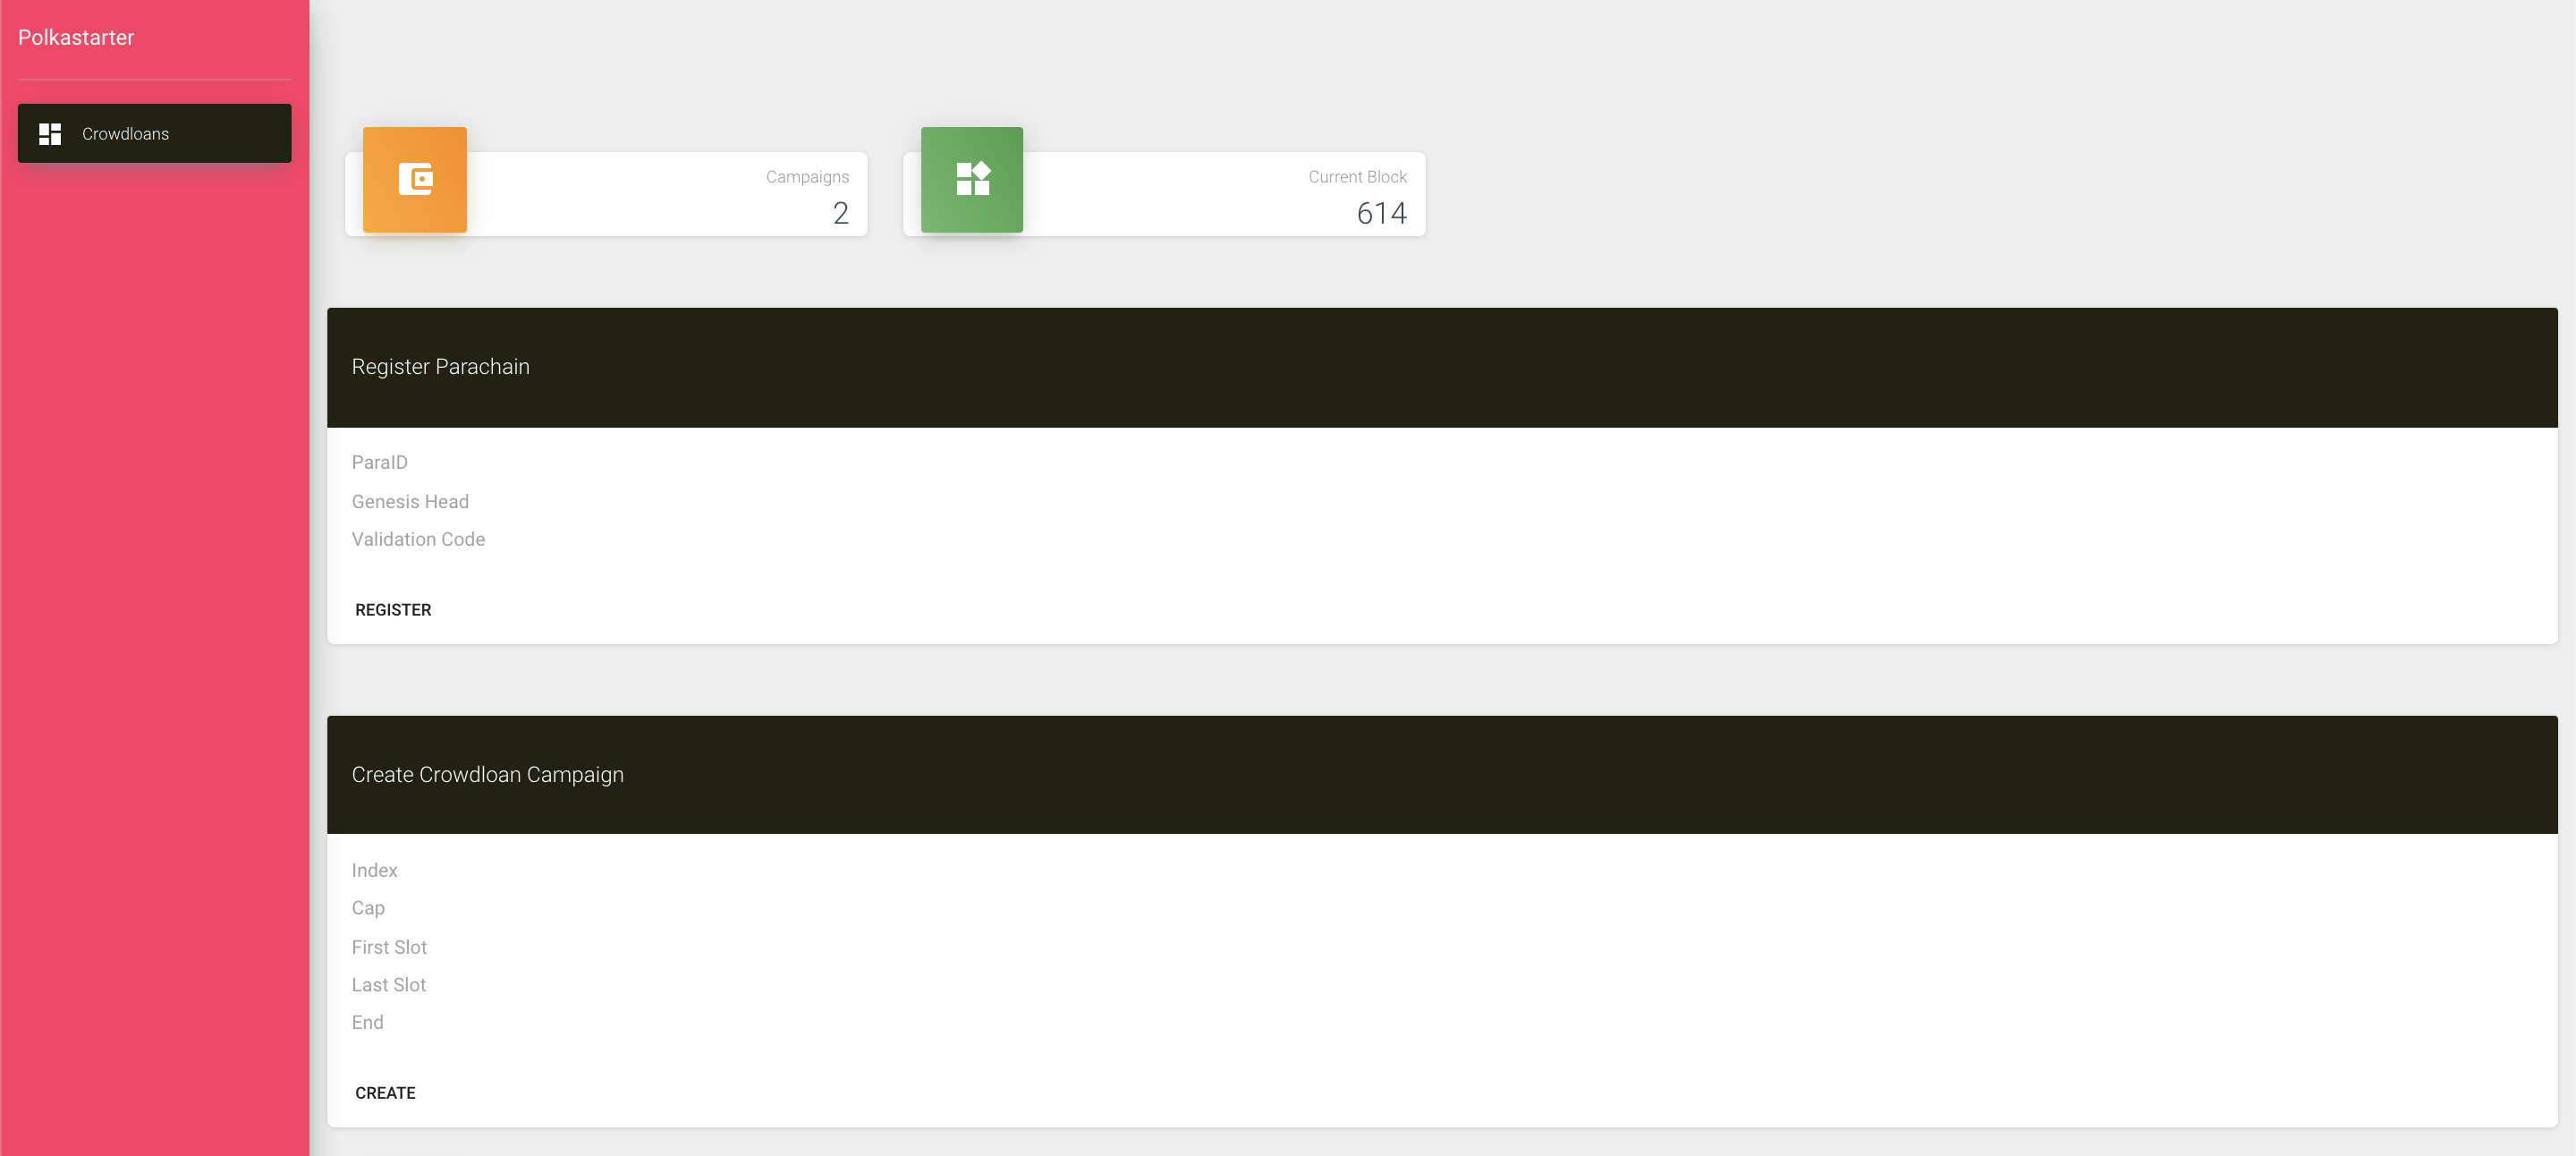 Polkastarter
Crowdloans
Campaigns
2
Current Block
614
Register Parachain
ParaID
Genesis Head
Validation Code
REGISTER
Create Crowdloan Campaign
Index
Cap
First Slot
Last Slot
End
CREATE